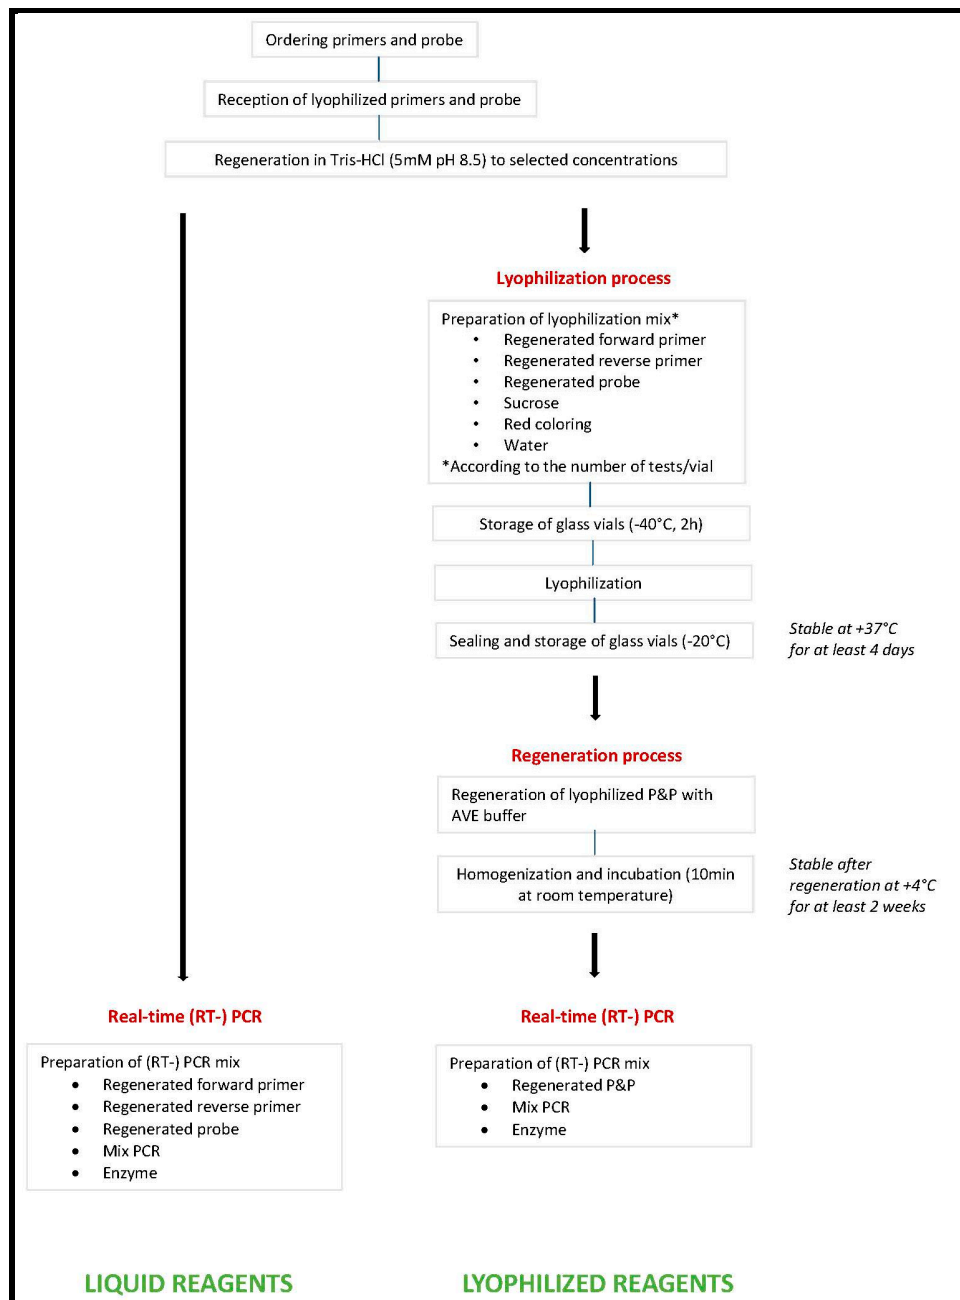 Ordering primers and probe
Reception of lyophilized primers and probe
Regeneration in Tris-HCl (5mM pH 8.5) to selected concentrations
Lyophilization process
Preparation of lyophilization mix*
• Regenerated forward primer
• Regenerated reverse primer
• Regenerated probe
• Sucrose
• Red coloring
• Water
*According to the number of tests/vial
Storage of glass vials (-40°C, 2h)
Lyophilization
Sealing and storage of glass vials (-20°C)
Stable at +37°C
for at least 4 days
Regeneration process
Regeneration of lyophilized P&P with
AVE buffer
Homogenization and incubation (10min
at room temperature)
Stable after
regeneration at +4°C
for at least 2 weeks
Real-time (RT-) PCR
Preparation of (RT-) PCR mix
• Regenerated forward primer
• Regenerated reverse primer
• Regenerated probe
• Mix PCR
• Enzyme
Real-time (RT-) PCR
Preparation of (RT-) PCR mix
• Regenerated P&P
• Mix PCR
• Enzyme
LIQUID REAGENTS
LYOPHILIZED REAGENTS